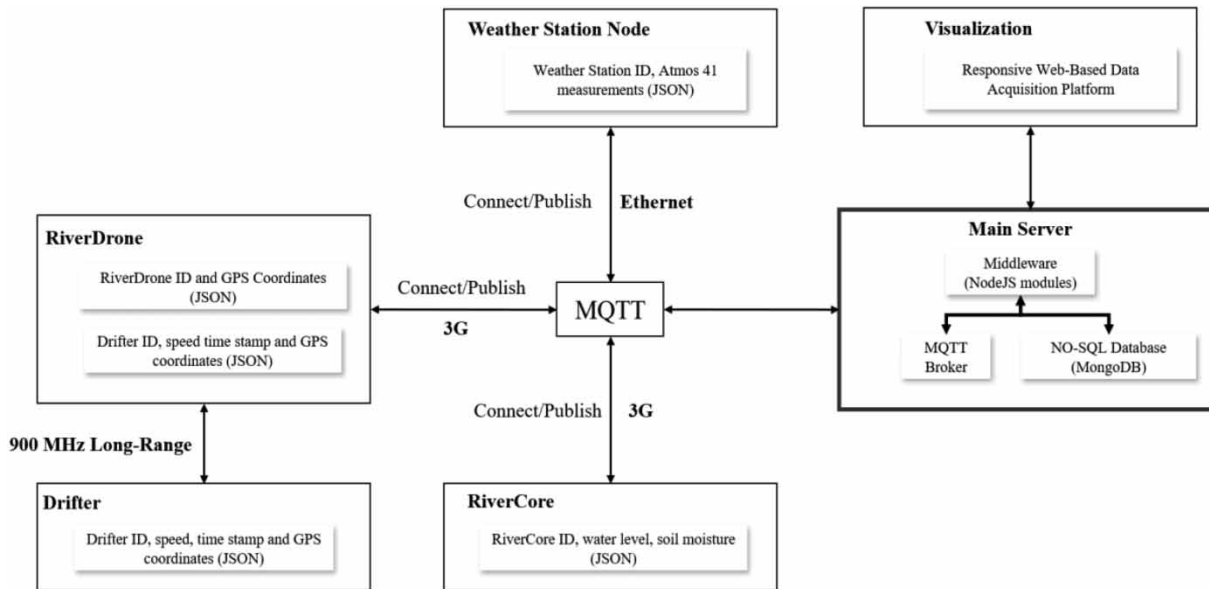 Weather Station Node
Weather Station ID, Atmos 41
measurements (JSON)
Visualization
Responsive Web-Based Data
Acquisition Platform
Connect/Publish
Ethernet
RiverDrone
RiverDrone ID and GPS Coordinates
(JSON)
Drifter ID, speed time stamp and GPS
coordinates (JSON)
Connect/Publish
3G
MQTT
Main Server
Middleware
(NodeJS modules)
MQTT
Broker
NO-SQL Database
(MongoDB)
Connect/Publish
3G
900 MHz Long-Range
Drifter
Drifter ID, speed, time stamp and GPS
coordinates (JSON)
RiverCore
RiverCore ID, water level, soil moisture
(JSON)